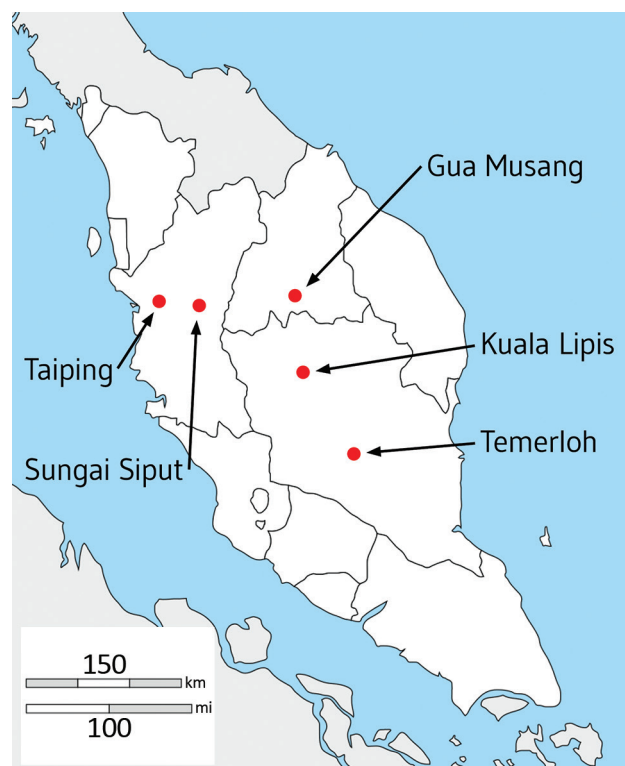 Gua Musang
Kuala Lipis
Taiping
Temerloh
Sungai Siput
150
km
mi
100